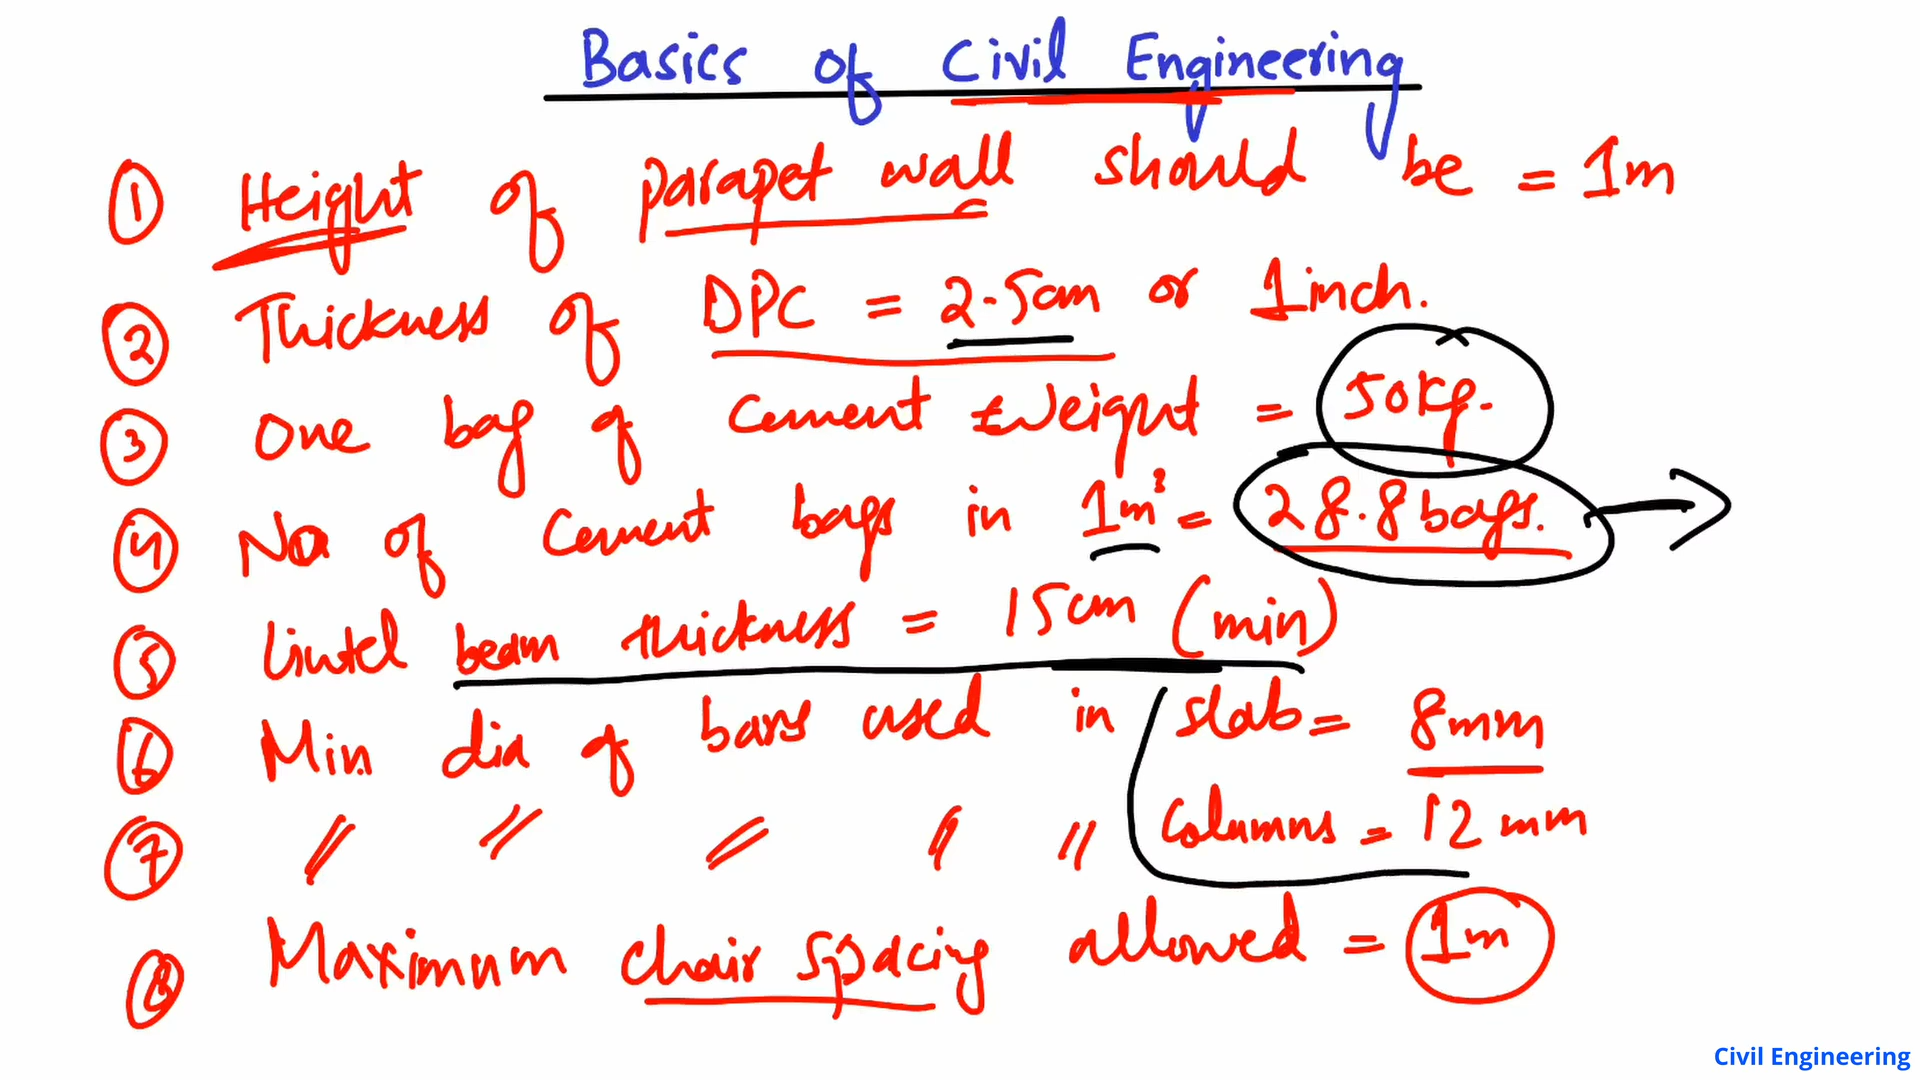 Basics of Civil Engineering
① Height of parapet wall should be = 1m
② Thickness of DPC = 2.5cm or 1inch.
③ One bag of Cement weight = 50kg.
④ No of Cement bags in 1m³ = 28.8 bags.
⑤ Lintel beam thickness = 15cm (min)
⑥ Min. dia of bars used in slab = 8mm
⑦ " " " " " Columns = 12 mm
⑧ Maximum chair spacing allowed = 1m
Civil Engineering